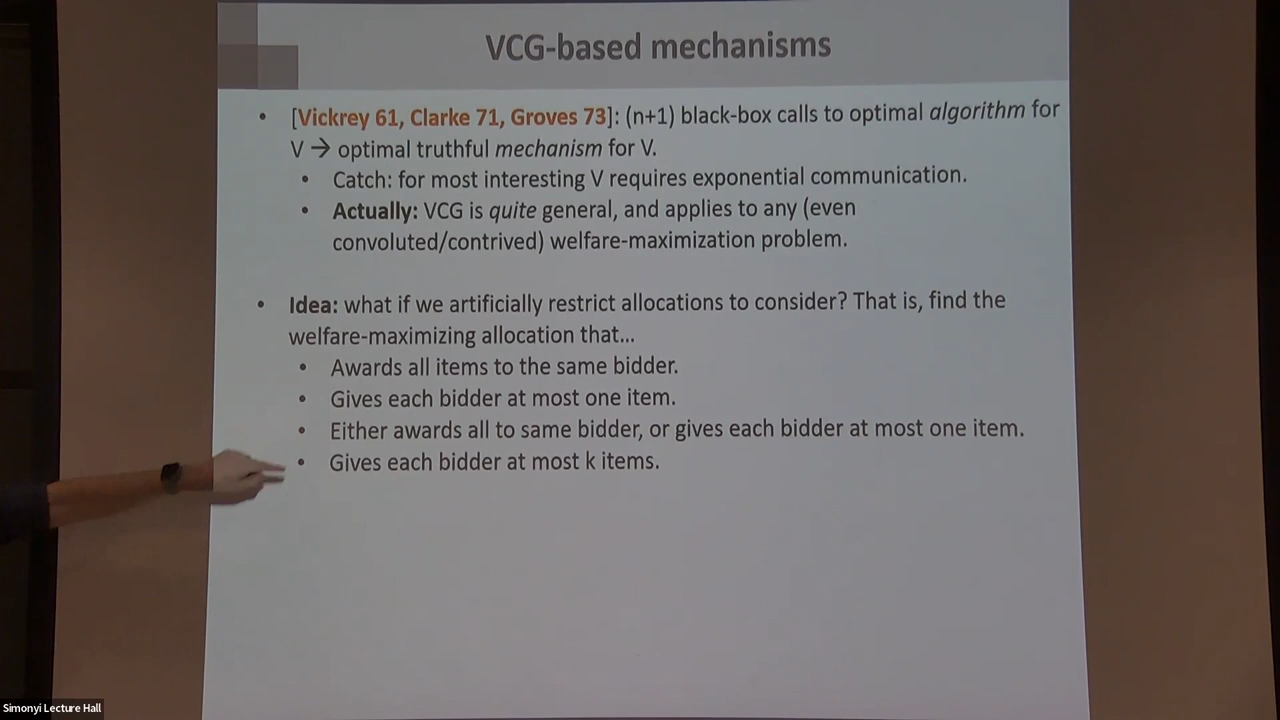 VCG-based mechanisms
• [Vickrey 61, Clarke 71, Groves 73]: (n+1) black-box calls to optimal algorithm for
V → optimal truthful mechanism for V.
• Catch: for most interesting V requires exponential communication.
• Actually: VCG is quite general, and applies to any (even
convoluted/contrived) welfare-maximization problem.
• Idea: what if we artificially restrict allocations to consider? That is, find the
welfare-maximizing allocation that…
• Awards all items to the same bidder.
• Gives each bidder at most one item.
• Either awards all to same bidder, or gives each bidder at most one item.
• Gives each bidder at most k items.
Simonyi Lecture Hall